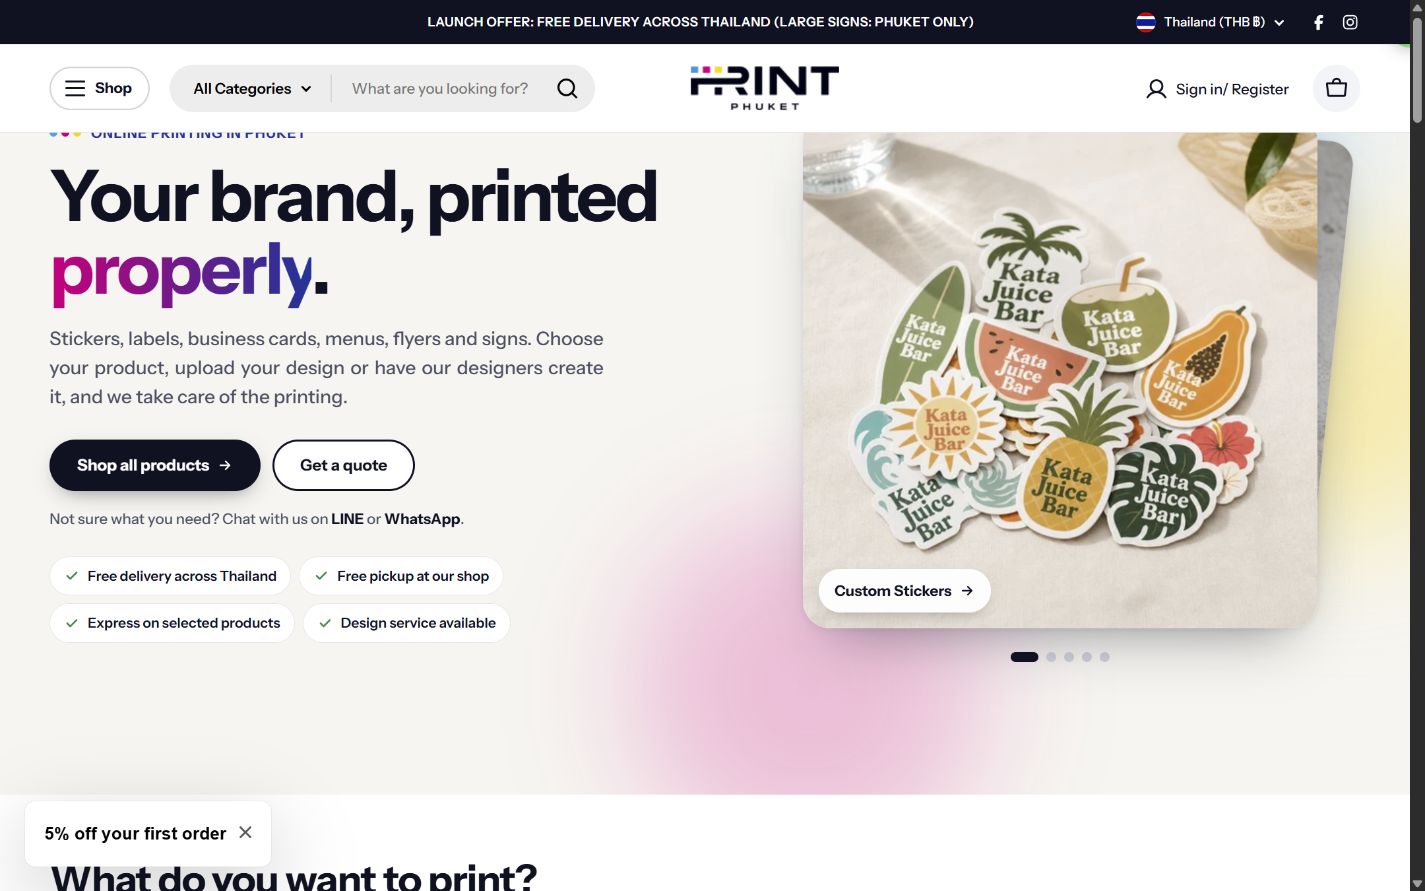 LAUNCH OFFER: FREE DELIVERY ACROSS THAILAND (LARGE SIGNS: PHUKET ONLY)
Thailand (THB ฿)
Shop
All Categories
What are you looking for?
PRINT
PHUKET
Sign in/ Register
ONLINE PRINTING IN PHUKET
Your brand, printed
properly.
Stickers, labels, business cards, menus, flyers and signs. Choose
your product, upload your design or have our designers create
it, and we take care of the printing.
Shop all products
Get a quote
Not sure what you need? Chat with us on LINE or WhatsApp.
Free delivery across Thailand
Free pickup at our shop
Express on selected products
Design service available
Kata
Juice
Bar
Kata
Juice
Bar
Kata
Juice
Bar
Kata
Juice
Bar
Kata
Juice
Bar
Kata
Juice
Bar
Kata
Juice
Bar
Kata
Juice
Bar
Kata
Juice
Bar
Custom Stickers
5% off your first order
What do you want to print?